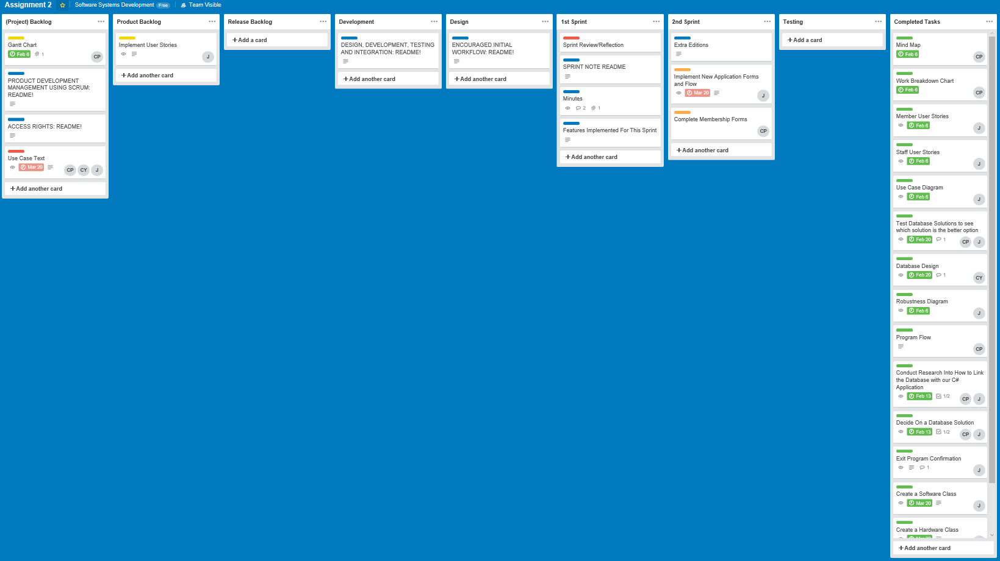 Assignment 2
Software Systems Development Free
Team Visible
(Project) Backlog
Gantt Chart
Feb 6
1
CP
PRODUCT DEVELOPMENT
MANAGEMENT USING SCRUM:
README!
ACCESS RIGHTS: README!
Use Case Text
Mar 20
CP CY J
+ Add another card
Product Backlog
Implement User Stories
J
+ Add another card
Release Backlog
+ Add a card
Development
DESIGN, DEVELOPMENT, TESTING
AND INTEGRATION: README!
+ Add another card
Design
ENCOURAGED INITIAL
WORKFLOW: README!
+ Add another card
1st Sprint
Sprint Review/Reflection
SPRINT NOTE README
Minutes
2 1
Features Implemented For This Sprint
+ Add another card
2nd Sprint
Extra Editions
Implement New Application Forms
and Flow
Mar 20
J
Complete Membership Forms
CP
+ Add another card
Testing
+ Add a card
Completed Tasks
Mind Map
Feb 6
CP
Work Breakdown Chart
Feb 6
CP
Member User Stories
Feb 6
J
Staff User Stories
Feb 6
J
Use Case Diagram
Feb 6
J
Test Database Solutions to see
which solution is the better option
Feb 20 1
CP J
Database Design
Feb 20 1
CY
Robustness Diagram
Feb 6
J
Program Flow
CP
Conduct Research Into How to Link
the Database with our C#
Application
Feb 13 1/2
CP J
Decide On a Database Solution
Feb 13 1/2
CP J
Exit Program Confirmation
1
J
Create a Software Class
Mar 20
J
Create a Hardware Class
+ Add another card